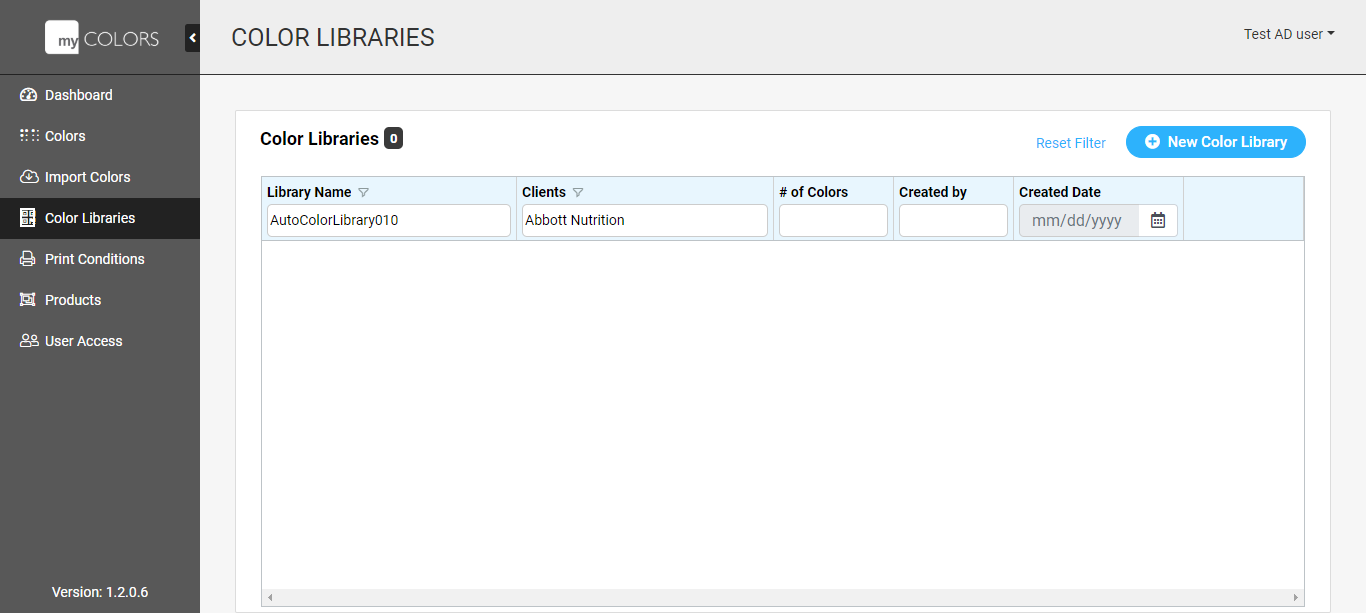 my COLORS
COLOR LIBRARIES
Test AD user
Dashboard
Colors
Import Colors
Color Libraries
Print Conditions
Products
User Access
Version: 1.2.0.6
Color Libraries 0
Reset Filter
New Color Library
Library Name Clients # of Colors Created by Created Date
AutoColorLibrary010 Abbott Nutrition mm/dd/yyyy